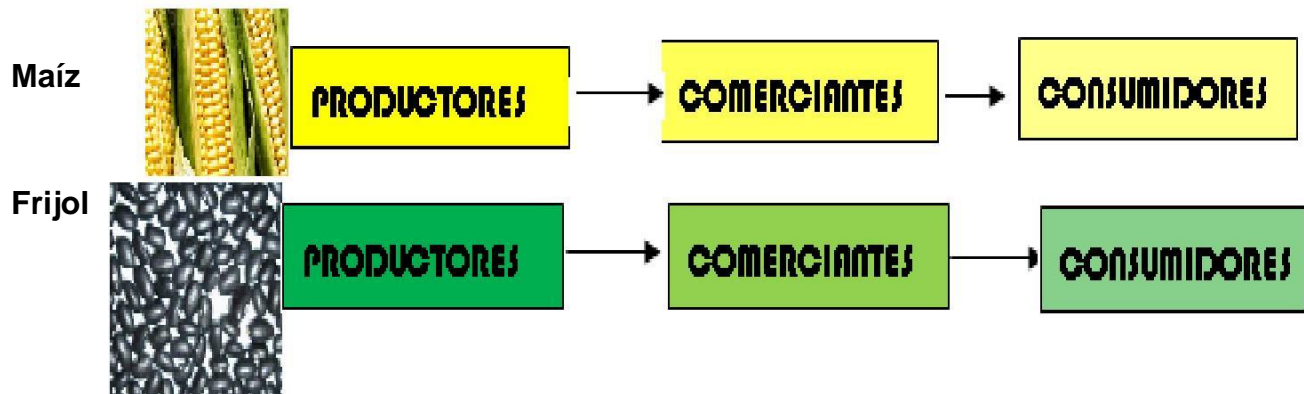 Maíz
PRODUCTORES
COMERCIANTES
CONSUMIDORES
Frijol
PRODUCTORES
COMERCIANTES
CONSUMIDORES